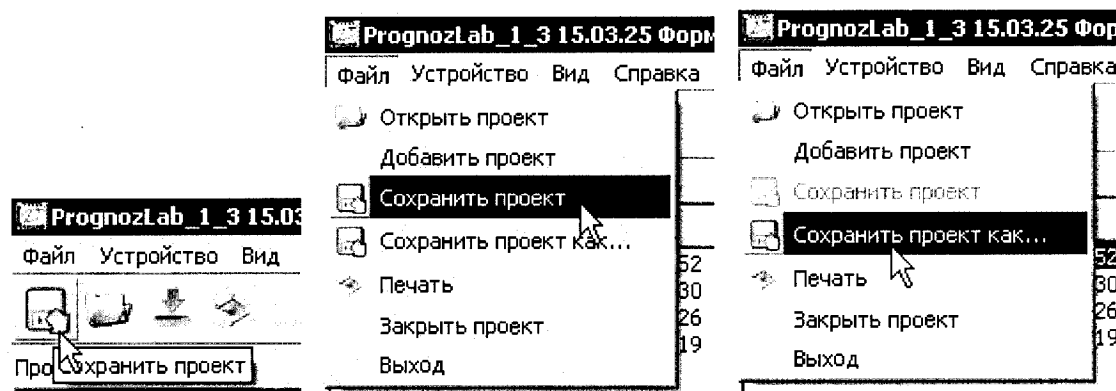 PrognozLab_1_3 15.03
Файл Устройство Вид
Про
Сохранить проект
PrognozLab_1_3 15.03.25 Форм
Файл Устройство Вид Справка
Открыть проект
Добавить проект
Сохранить проект
Сохранить проект как...
Печать
Закрыть проект
Выход
52
30
26
19
PrognozLab_1_3 15.03.25 Фор
Файл Устройство Вид Справка
Открыть проект
Добавить проект
Сохранить проект
Сохранить проект как...
Печать
Закрыть проект
Выход
52
30
26
19